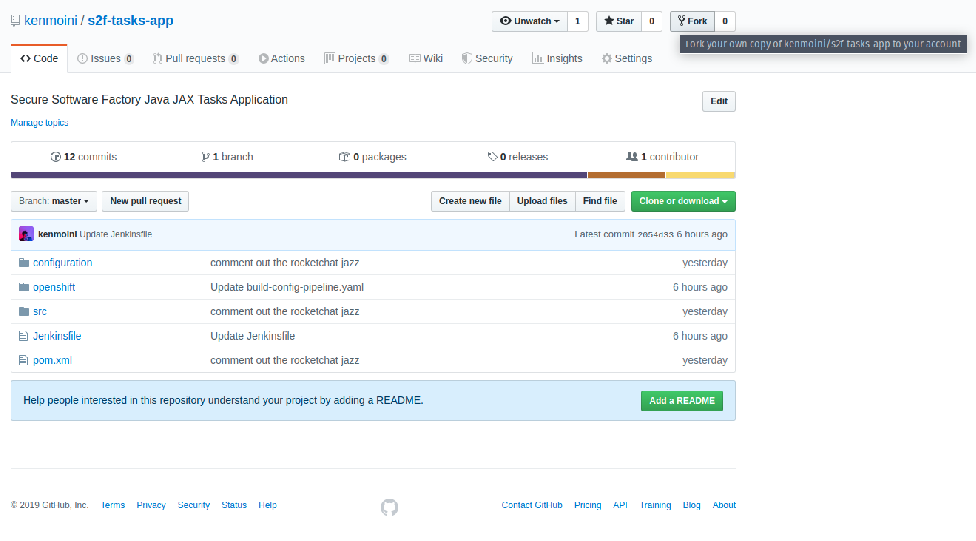 kenmoini / s2f-tasks-app
Unwatch 1 Star 0 Fork 0
Fork your own copy of kenmoini/s2f-tasks-app to your account
Code Issues 0 Pull requests 0 Actions Projects 0 Wiki Security Insights Settings
Secure Software Factory Java JAX Tasks Application
Edit
Manage topics
12 commits 1 branch 0 packages 0 releases 1 contributor
Branch: master New pull request Create new file Upload files Find file Clone or download
kenmoini Update Jenkinsfile Latest commit 2054d33 6 hours ago
configuration comment out the rocketchat jazz yesterday
openshift Update build-config-pipeline.yaml 6 hours ago
src comment out the rocketchat jazz yesterday
Jenkinsfile Update Jenkinsfile 6 hours ago
pom.xml comment out the rocketchat jazz yesterday
Help people interested in this repository understand your project by adding a README. Add a README
© 2019 GitHub, Inc. Terms Privacy Security Status Help Contact GitHub Pricing API Training Blog About